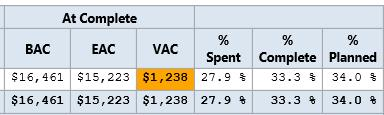 At Complete
BAC EAC VAC % Spent % Complete % Planned
$16,461 $15,223 $1,238 27.9 % 33.3 % 34.0 %
$16,461 $15,223 $1,238 27.9 % 33.3 % 34.0 %